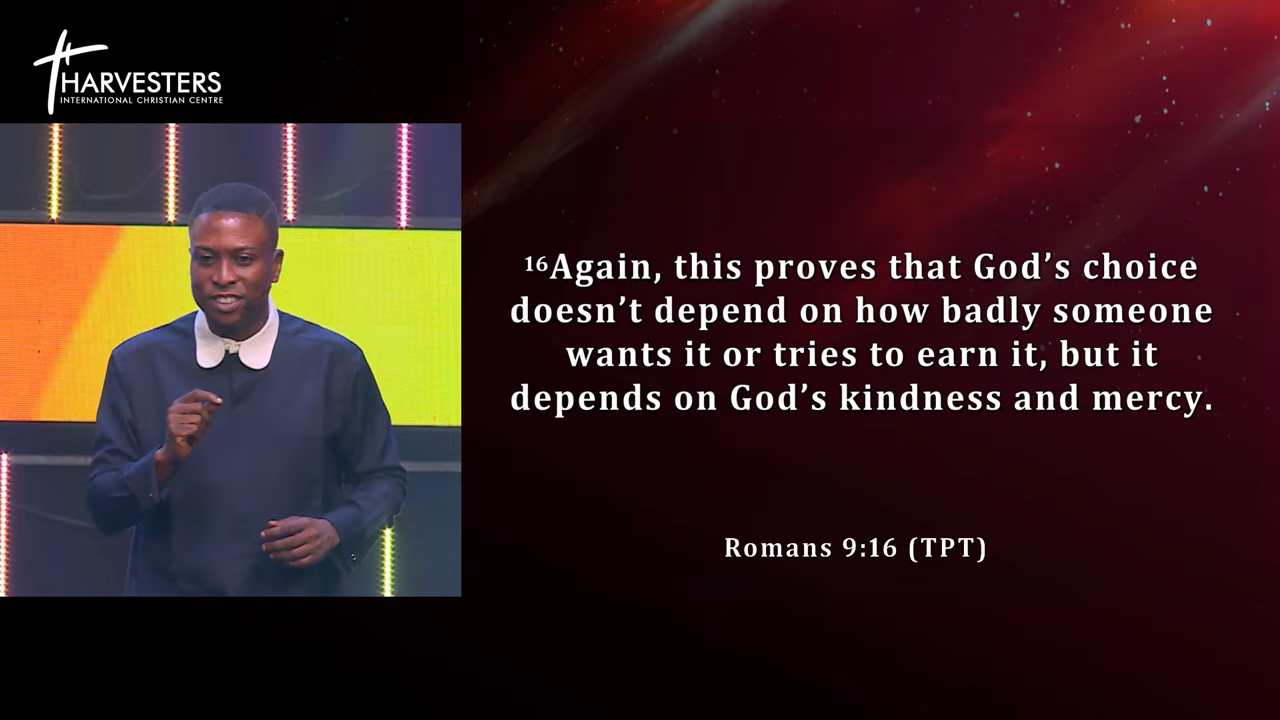 HARVESTERS
INTERNATIONAL CHRISTIAN CENTRE
¹⁶Again, this proves that God’s choice
doesn’t depend on how badly someone
wants it or tries to earn it, but it
depends on God’s kindness and mercy.
Romans 9:16 (TPT)